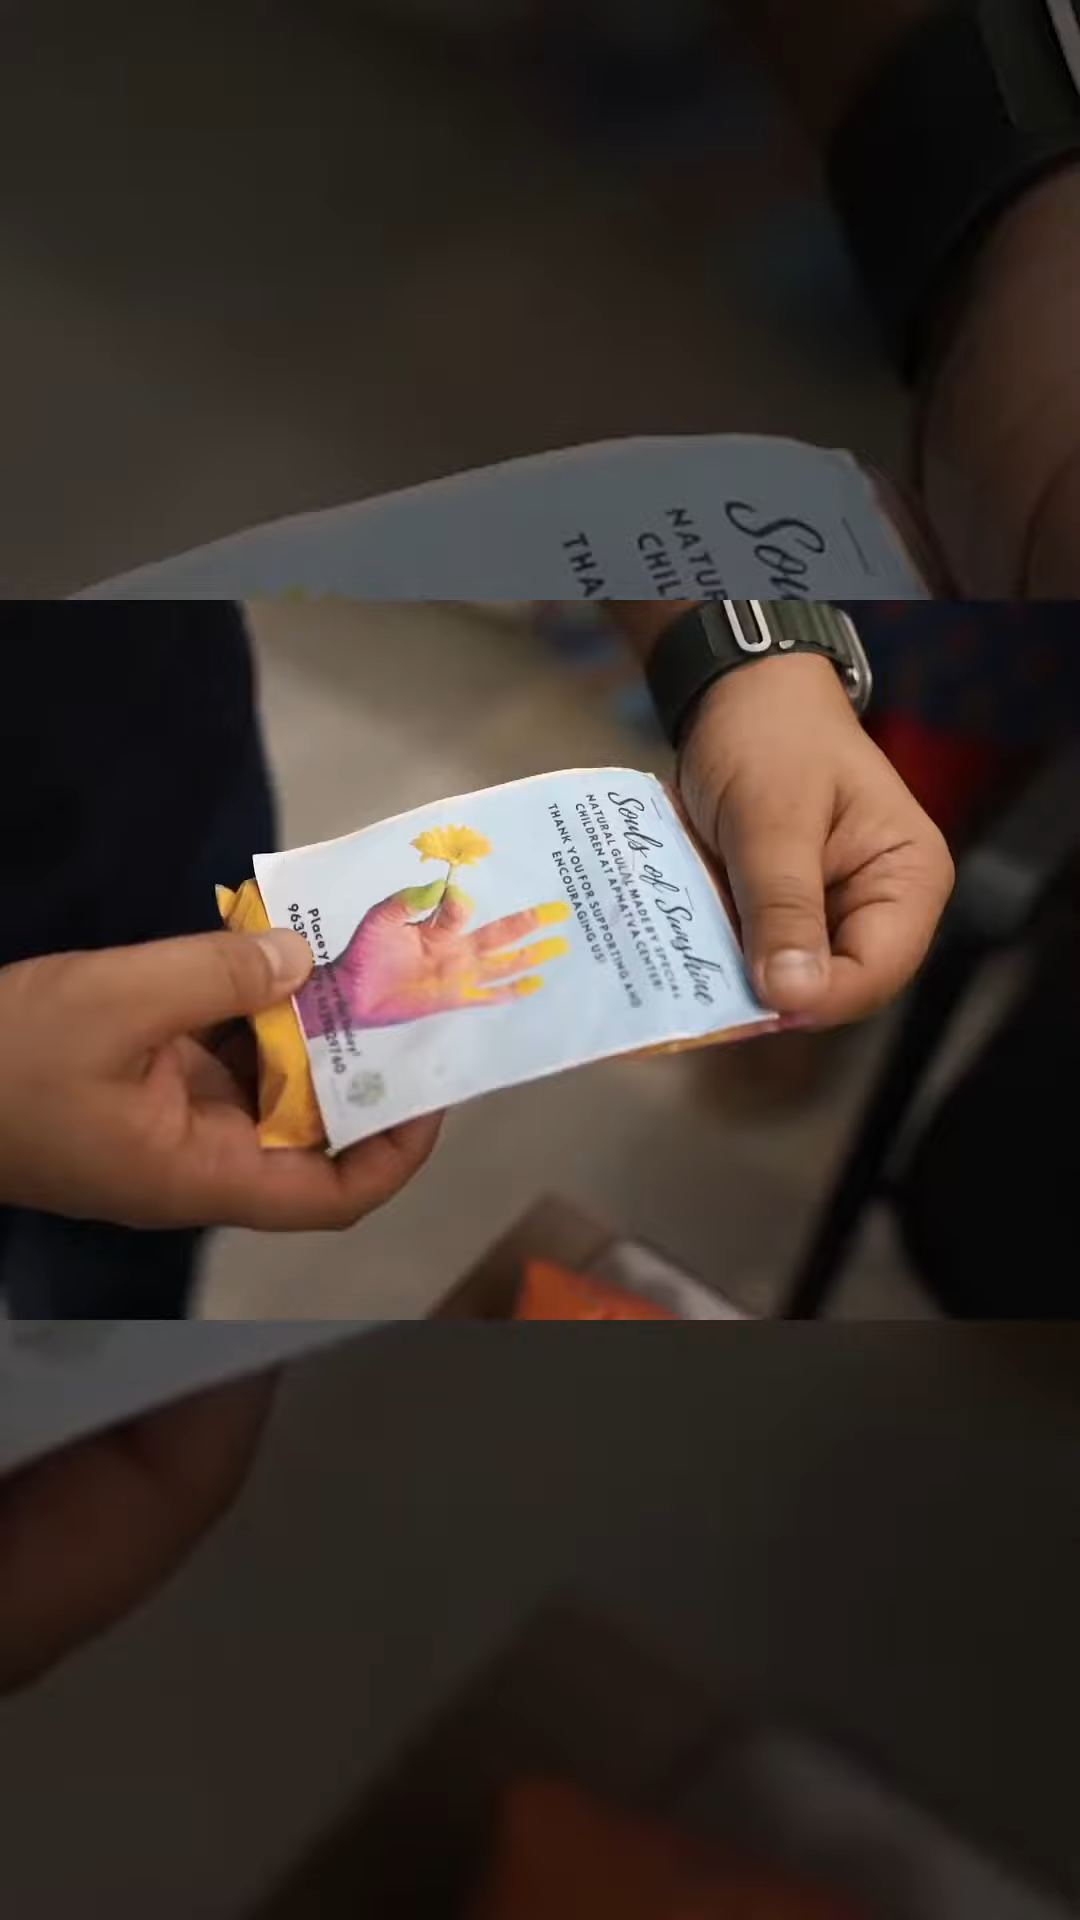 Souls of Sunshine
NATURAL GULAL MADE BY SPECIAL
CHILDREN AT APNATVA CENTER!
THANK YOU FOR SUPPORTING AND
ENCOURAGING US!
Place